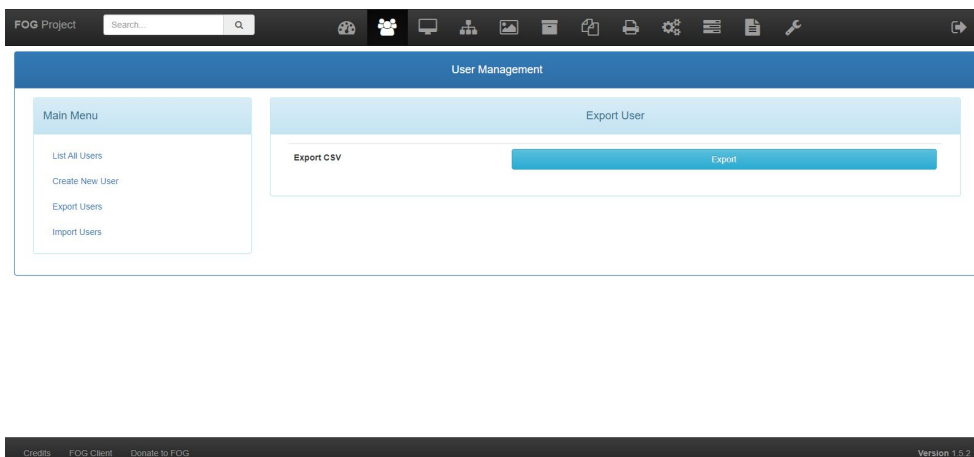 FOG Project Search...
User Management
Main Menu
List All Users
Create New User
Export Users
Import Users
Export User
Export CSV Export
Credits FOG Client Donate to FOG Version 1.5.2